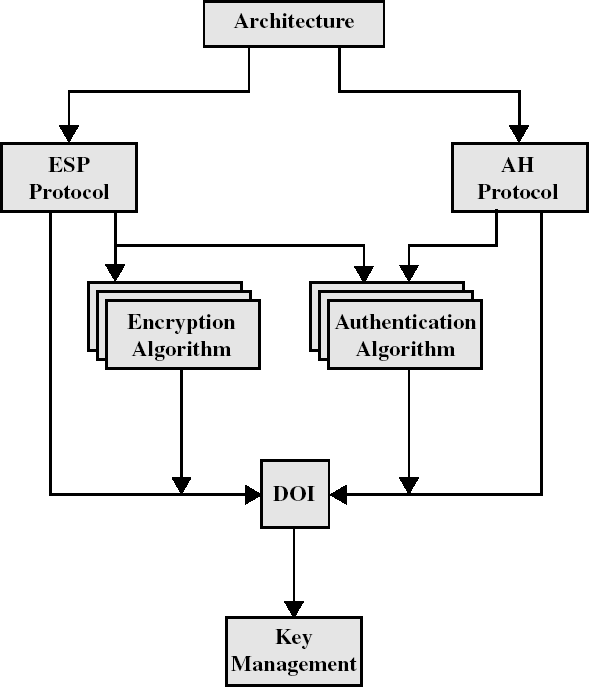 Architecture
ESP
Protocol
AH
Protocol
Encryption
Algorithm
Authentication
Algorithm
DOI
Key
Management